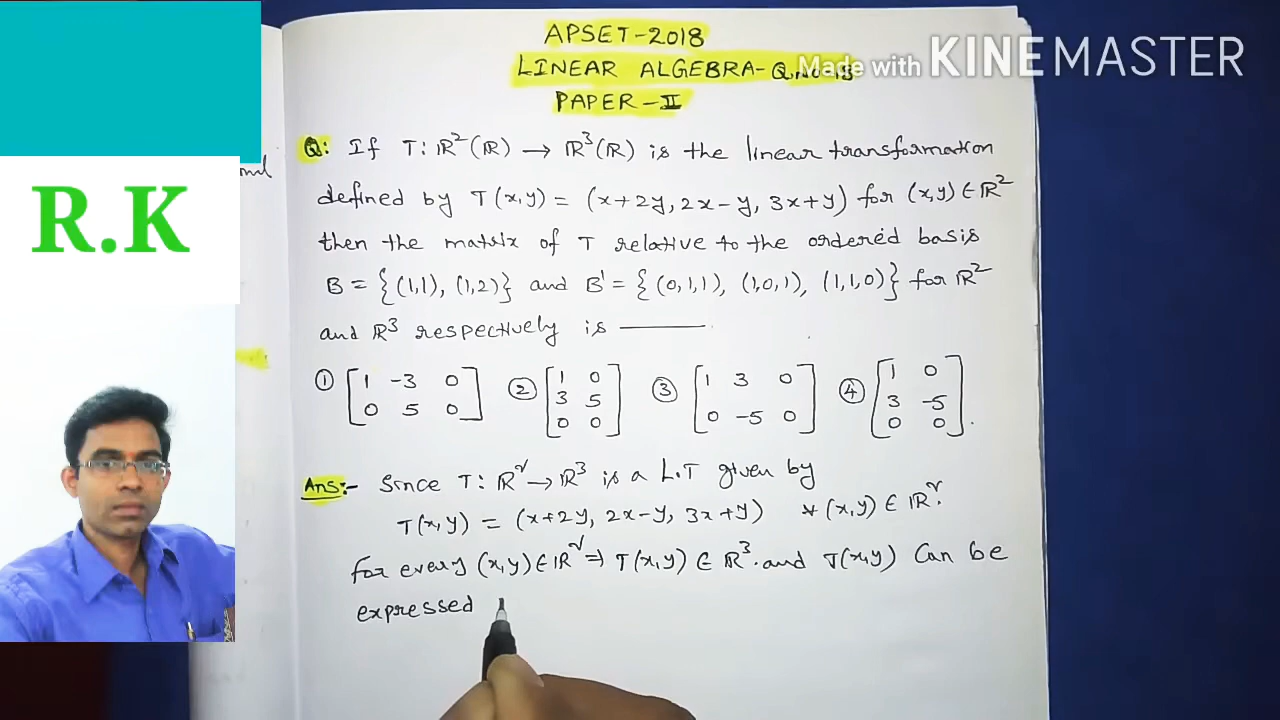 APSET-2018
LINEAR ALGEBRA-
PAPER-II
Made with KINEMASTER
R.K
Q: If T: ℝ²(ℝ) → ℝ³(ℝ) is the linear transformation
defined by T(x,y) = (x+2y, 2x-y, 3x+y) for (x,y) ∈ ℝ²
then the matrix of T relative to the ordered basis
B = {(1,1), (1,2)} and B' = {(0,1,1), (1,0,1), (1,1,0)} for ℝ²
and ℝ³ respectively is ———
① [1 -3 0 ② [1 0 ③ [1 3 0 ④ [1 0
0 5 0] 3 5 0 -5 0] 3 -5
0 0] 0 0].
Ans:- Since T: ℝ² → ℝ³ is a L.T given by
T(x,y) = (x+2y, 2x-y, 3x+y) ∀ (x,y) ∈ ℝ².
for every (x,y) ∈ ℝ² ⇒ T(x,y) ∈ ℝ³. and T(x,y) Can be
expressed